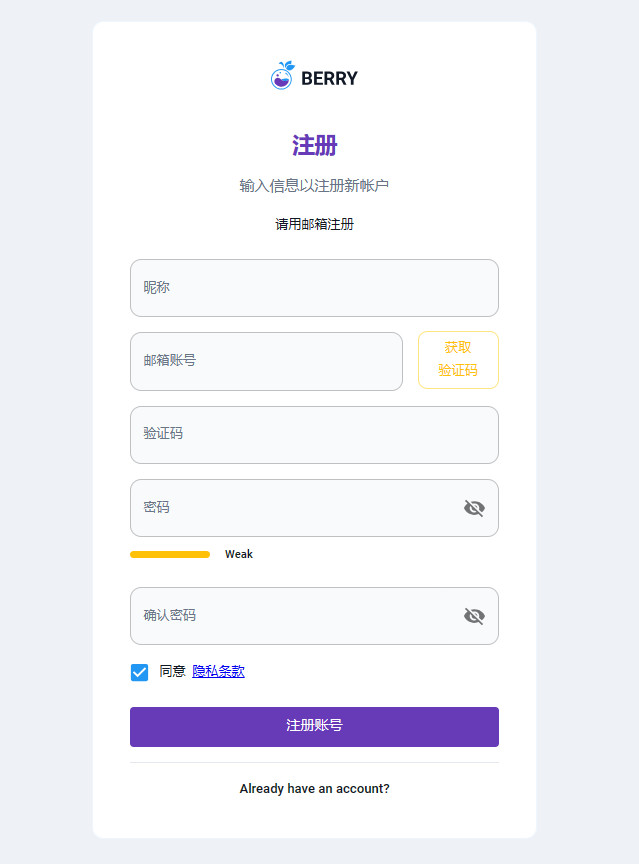 BERRY
注册
输入信息以注册新帐户
请用邮箱注册
昵称
邮箱账号
获取
验证码
验证码
密码
Weak
确认密码
同意 隐私条款
注册账号
Already have an account?